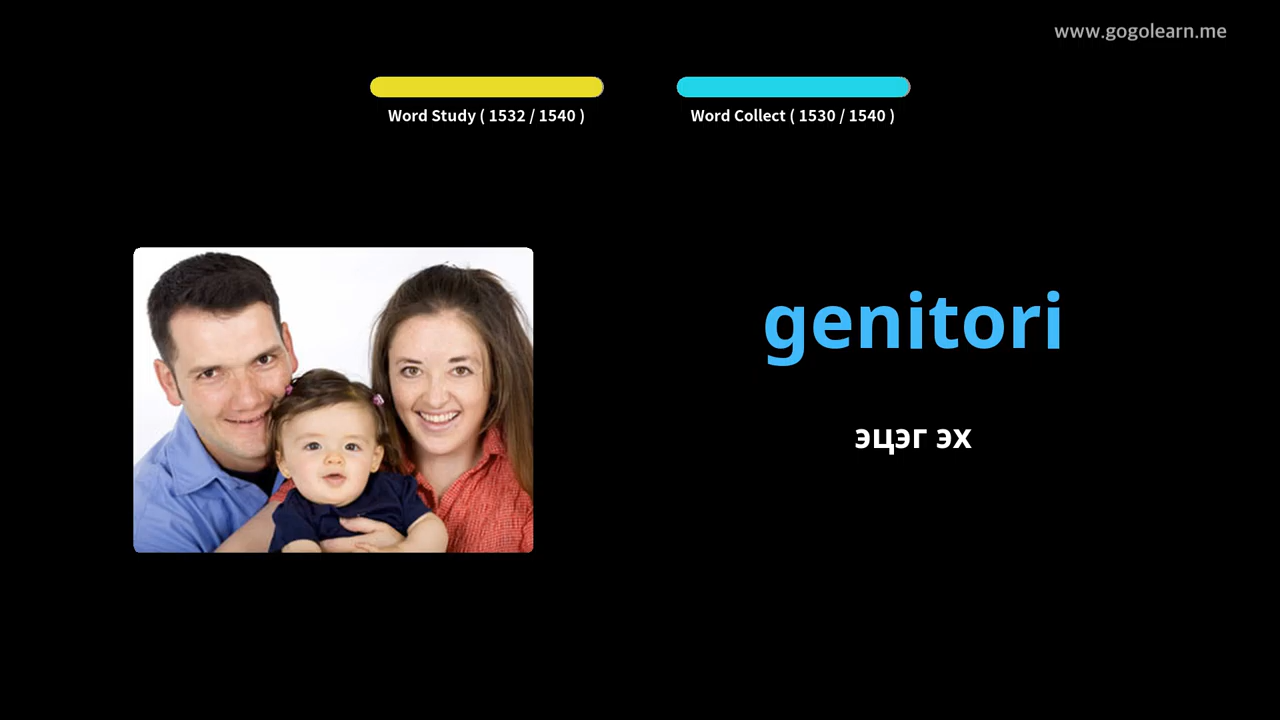 www.gogolearn.me
Word Study ( 1532 / 1540 )
Word Collect ( 1530 / 1540 )
genitori
эцэг эх